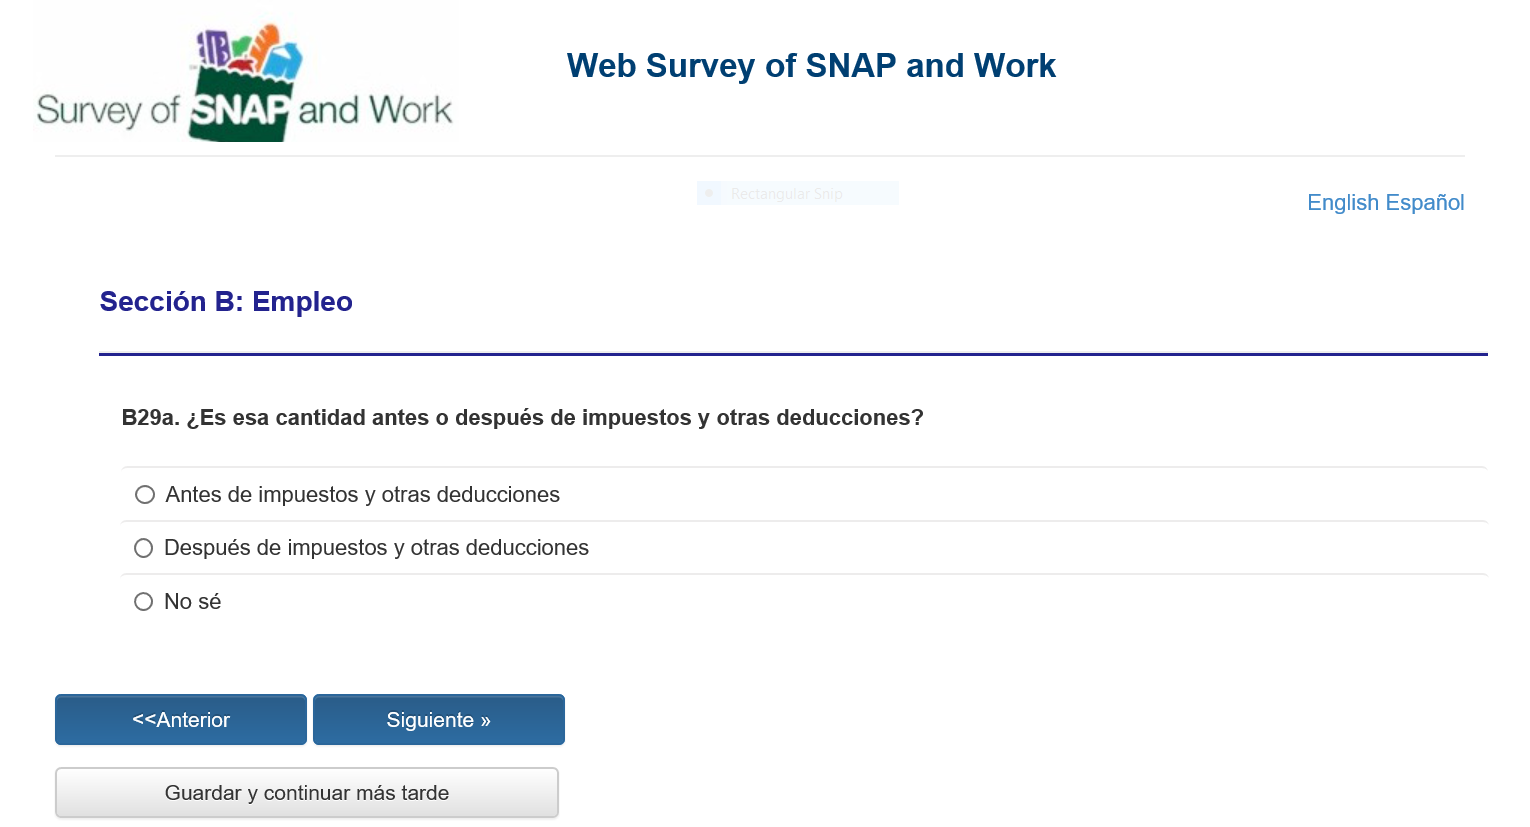 Survey of SNAP and Work
Web Survey of SNAP and Work
Rectangular Snip
English Español
Sección B: Empleo
B29a. ¿Es esa cantidad antes o después de impuestos y otras deducciones?
Antes de impuestos y otras deducciones
Después de impuestos y otras deducciones
No sé
<<Anterior
Siguiente »
Guardar y continuar más tarde